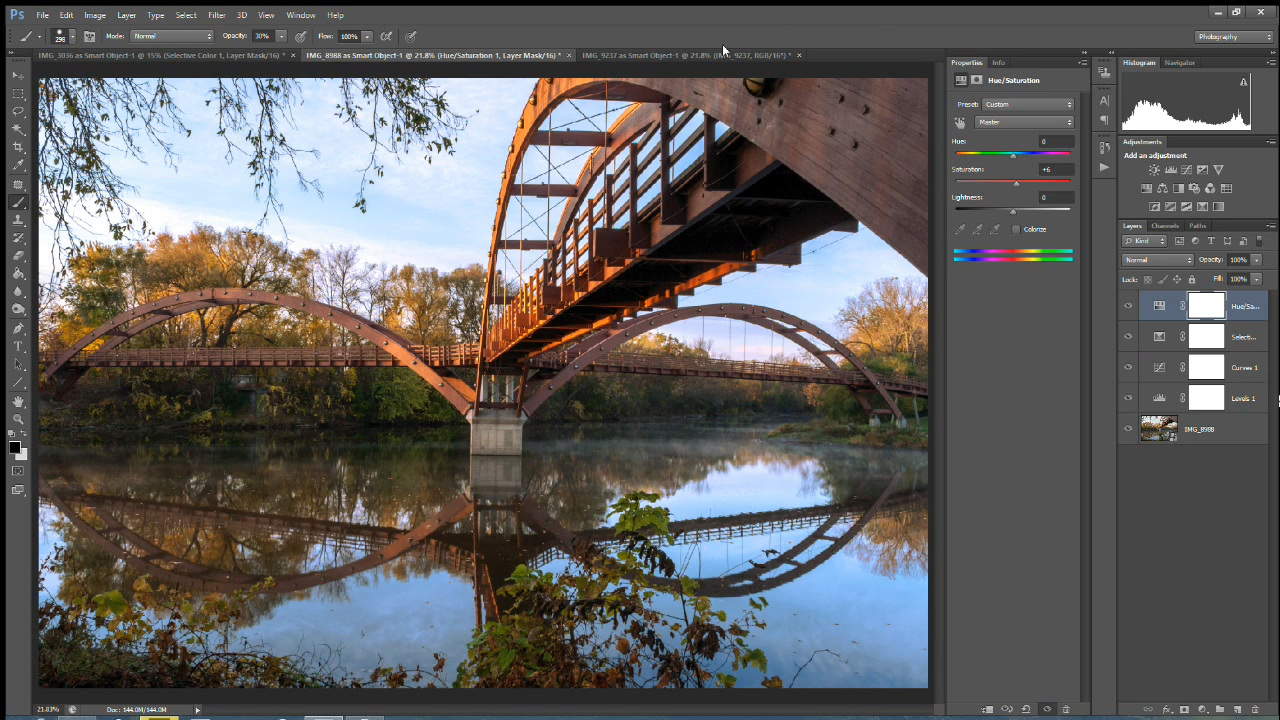 Ps File Edit Image Layer Type Select Filter 3D View Window Help
298 Mode: Normal Opacity: 30% Flow: 100% Photography
IMG_3036 as Smart Object-1 @ 15% (Selective Color 1, Layer Mask/16) * × IMG_8988 as Smart Object-1 @ 21.8% (Hue/Saturation 1, Layer Mask/16) * × IMG_9237 as Smart Object-1 @ 21.8% (IMG_9237, RGB/16*) * ×
Properties Info
Hue/Saturation
Preset: Custom
Master
Hue: 0
Saturation: +6
Lightness: 0
Colorize
Histogram Navigator
Adjustments
Add an adjustment
Layers Channels Paths
Kind
Normal Opacity: 100%
Lock: Fill: 100%
Hue/Sa...
Selecti...
Curves 1
Levels 1
IMG_8988
21.83% Doc: 144.0M/144.0M